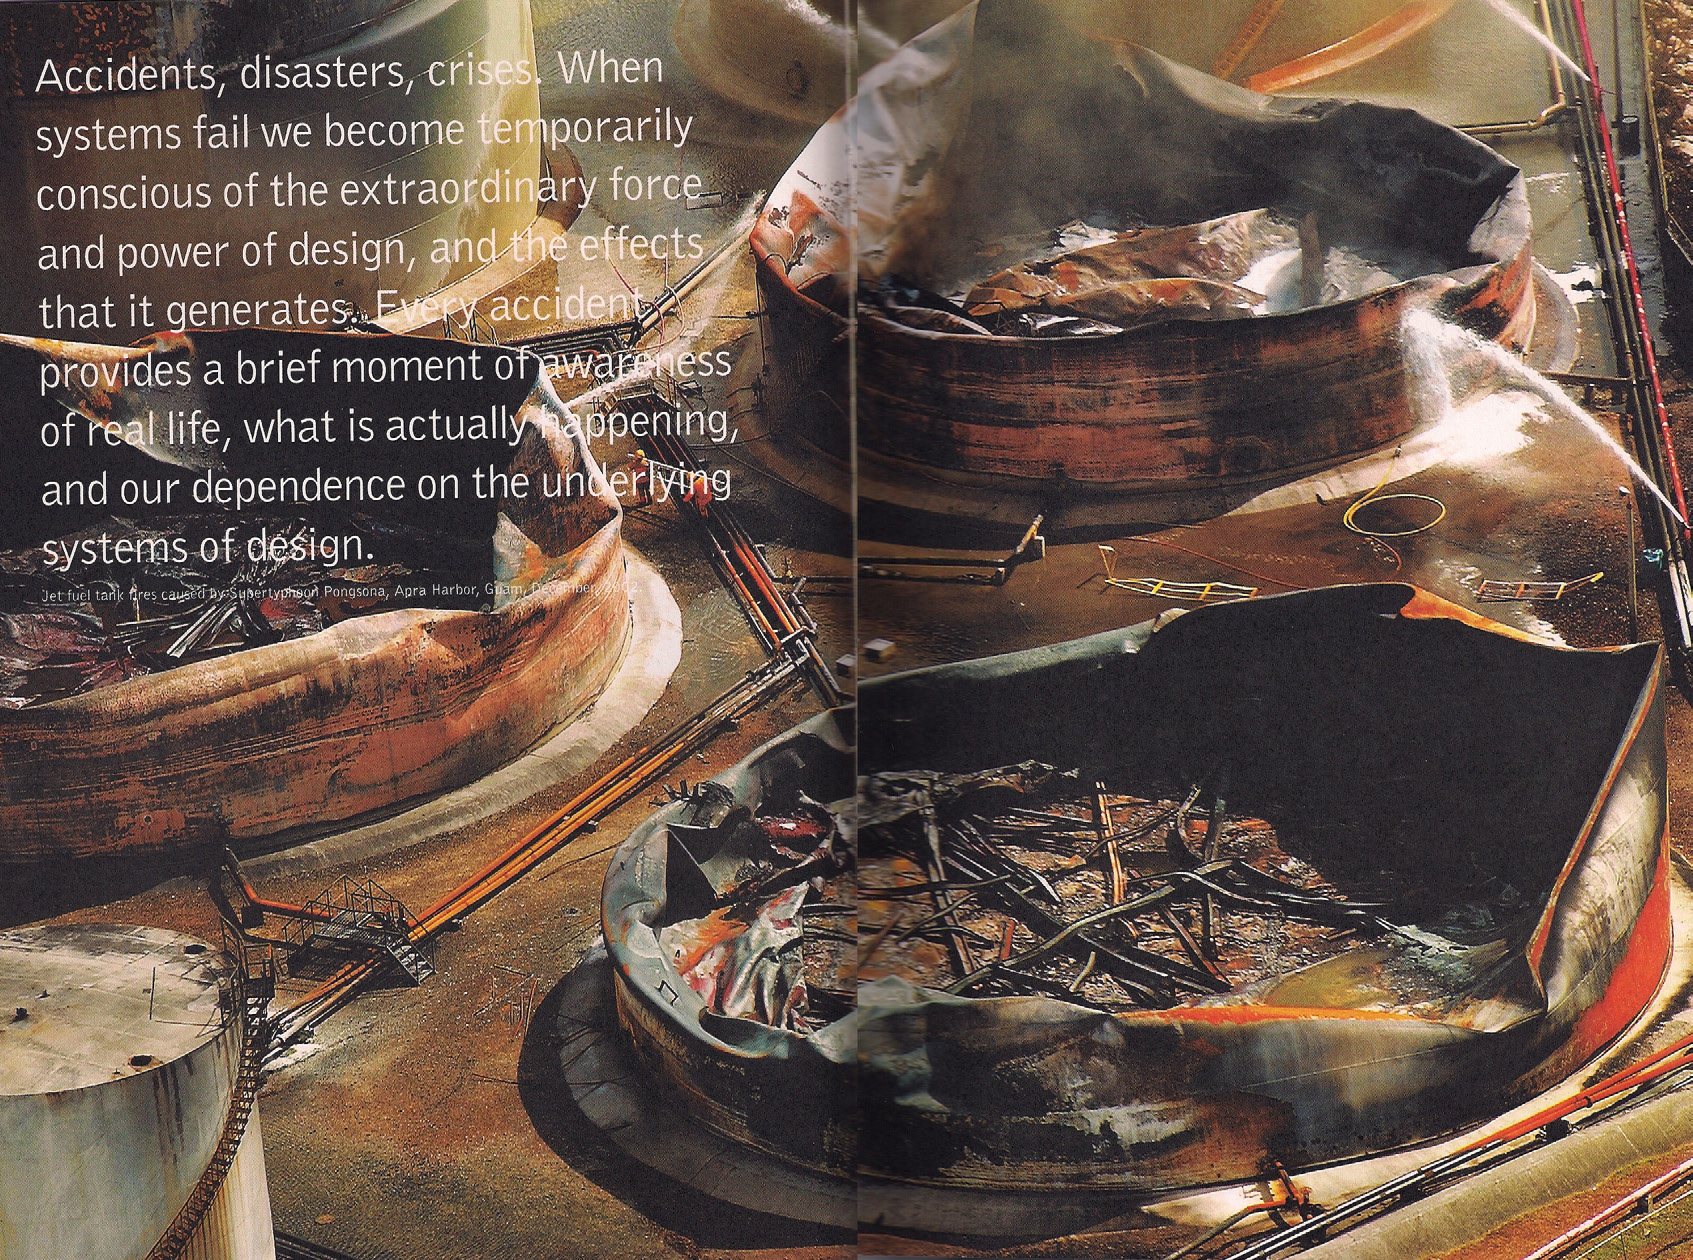 Accidents, disasters, crises. When
systems fail we become temporarily
conscious of the extraordinary force
and power of design, and the effects
that it generates. Every accident
provides a brief moment of awareness
of real life, what is actually happening,
and our dependence on the underlying
systems of design.
Jet fuel tank fires caused by Supertyphoon Pongsona, Apra Harbor, Guam, December, 2002